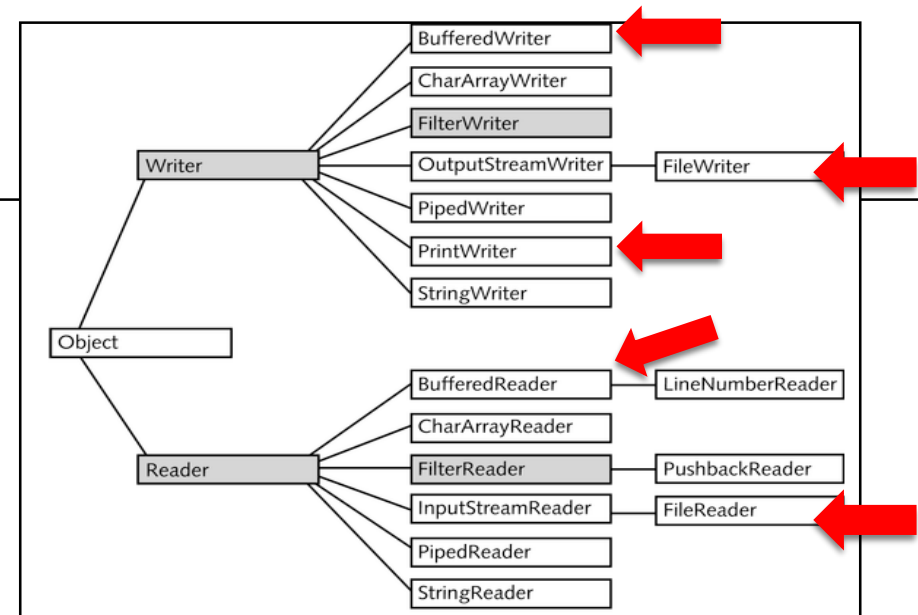 BufferedWriter
CharArrayWriter
FilterWriter
Writer
OutputStreamWriter
FileWriter
PipedWriter
PrintWriter
StringWriter
Object
BufferedReader
LineNumberReader
CharArrayReader
Reader
FilterReader
PushbackReader
InputStreamReader
FileReader
PipedReader
StringReader